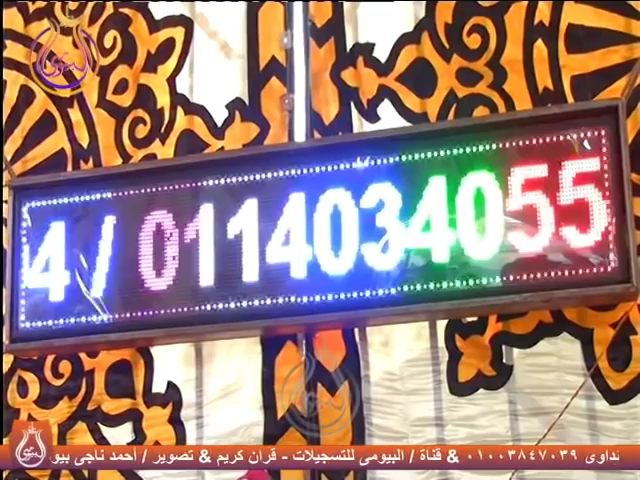 4 / 0114034055
نداوى ٠١٠٠٣٨٤٧٠٣٩ & قناة / البيومى للتسجيلات - قران كريم & تصوير / أحمد ناجى بيو